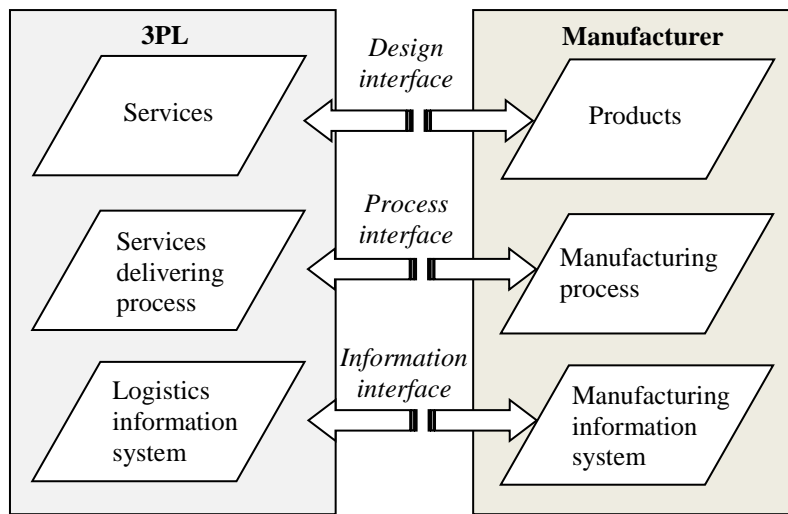 3PL
Design
interface
Manufacturer
Services
Products
Process
interface
Services
delivering
process
Manufacturing
process
Information
interface
Logistics
information
system
Manufacturing
information
system